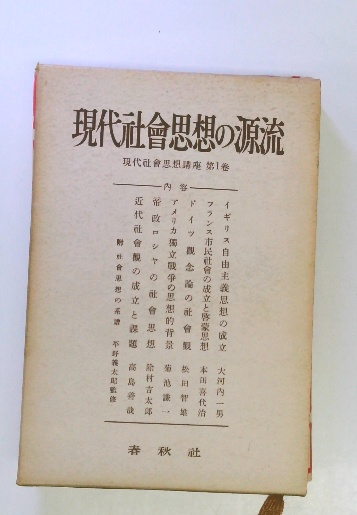 現代社會思想の源流
現代社會思想講座 第1卷
内容
イギリス自由主義思想の成立 大河内一男
フランス市民社會の成立と啓蒙思想 本田喜代治
ドイツ觀念論の社會觀 松田智雄
アメリカ獨立戰爭の思想的背景 菊池謙一
帝政ロシヤの社會思想 除村吉太郎
近代社會觀の成立と課題 高島善哉
附 社會思想の系譜 平野義太郎監修
春秋社